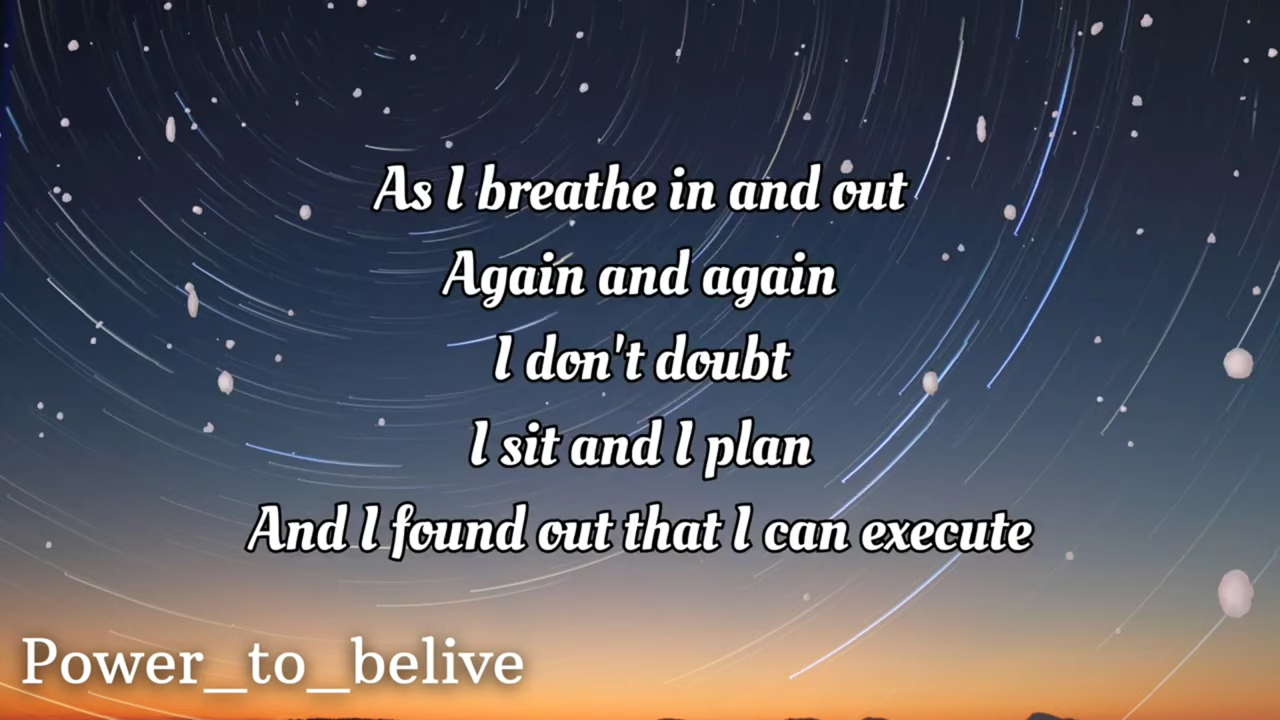 As I breathe in and out
Again and again
I don't doubt
I sit and I plan
And I found out that I can execute
Power_to_belive